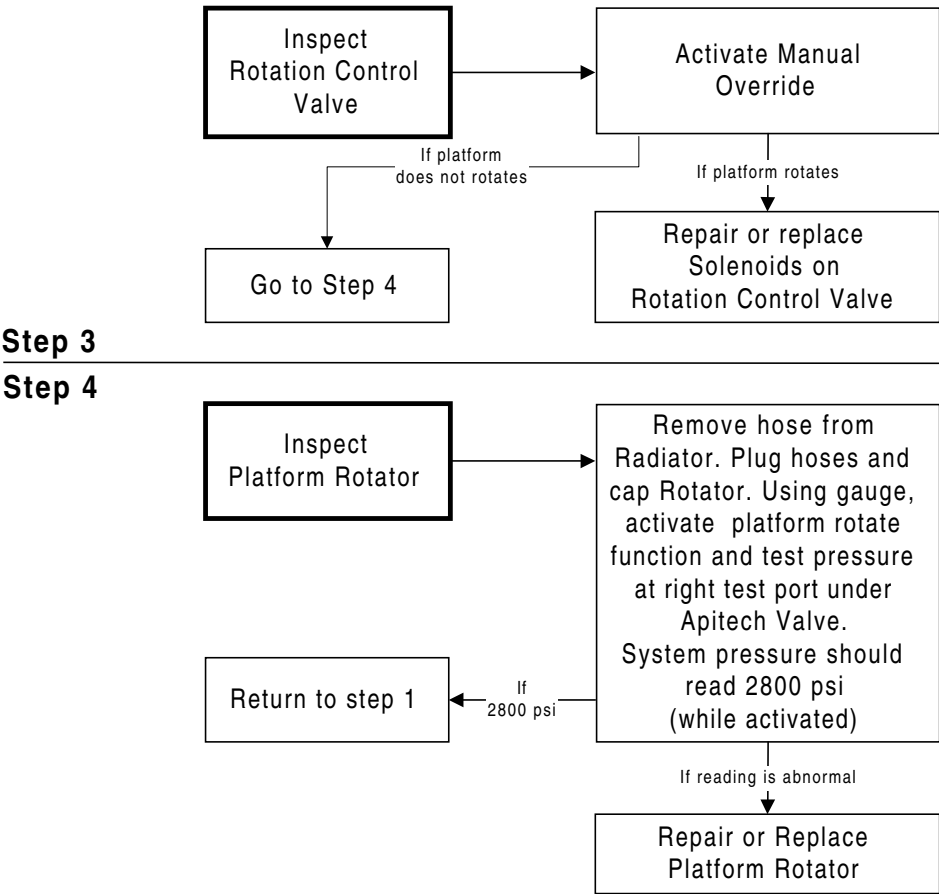 Inspect
Rotation Control
Valve
Activate Manual
Override
If platform
does not rotates
If platform rotates
Go to Step 4
Repair or replace
Solenoids on
Rotation Control Valve
Step 3
Step 4
Inspect
Platform Rotator
Remove hose from
Radiator. Plug hoses and
cap Rotator. Using gauge,
activate platform rotate
function and test pressure
at right test port under
Apitech Valve.
System pressure should
read 2800 psi
(while activated)
If
2800 psi
Return to step 1
If reading is abnormal
Repair or Replace
Platform Rotator